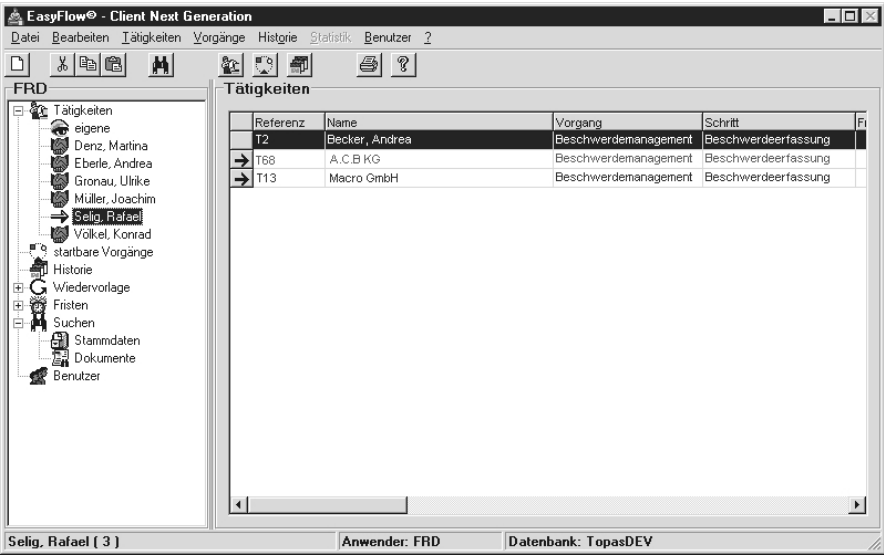 EasyFlow® - Client Next Generation
Datei Bearbeiten Tätigkeiten Vorgänge Historie Statistik Benutzer ?
FRD
Tätigkeiten
eigene
Denz, Martina
Eberle, Andrea
Gronau, Ulrike
Müller, Joachim
Selig, Rafael
Völkel, Konrad
startbare Vorgänge
Historie
Wiedervorlage
Fristen
Suchen
Stammdaten
Dokumente
Benutzer
Tätigkeiten
Referenz Name Vorgang Schritt Fr
T2 Becker, Andrea Beschwerdemanagement Beschwerdeerfassung
T68 A.C.B KG Beschwerdemanagement Beschwerdeerfassung
T13 Macro GmbH Beschwerdemanagement Beschwerdeerfassung
Selig, Rafael ( 3 ) Anwender: FRD Datenbank: TopasDEV